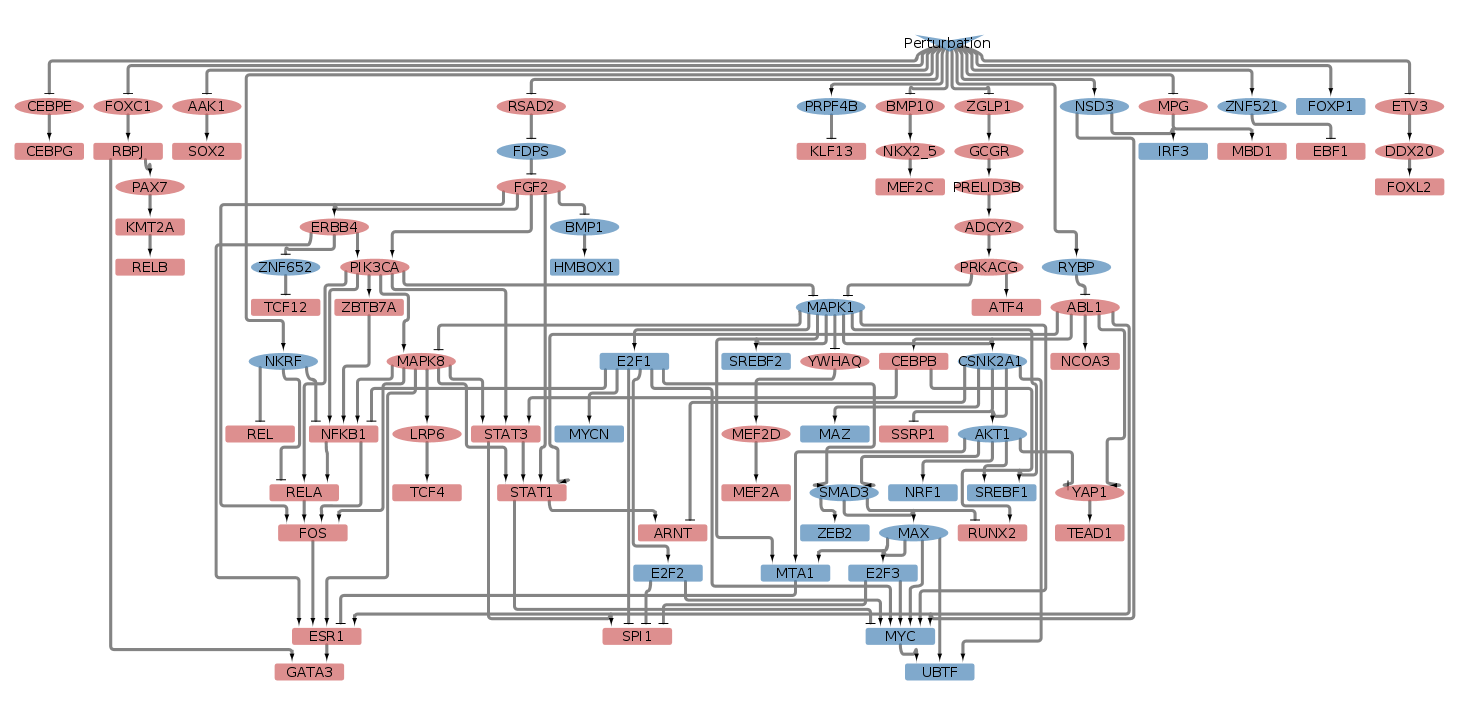 Perturbation
CEBPE FOXC1 AAK1 RSAD2 PRPF4B BMP10 ZGLP1 NSD3 MPG ZNF521 FOXP1 ETV3
CEBPG RBPJ SOX2 FDPS KLF13 NKX2_5 GCGR IRF3 MBD1 EBF1 DDX20
PAX7 FGF2 MEF2C PRELID3B FOXL2
KMT2A ERBB4 BMP1 ADCY2
RELB ZNF652 PIK3CA HMBOX1 PRKACG RYBP
TCF12 ZBTB7A MAPK1 ATF4 ABL1
NKRF MAPK8 E2F1 SREBF2 YWHAQ CEBPB CSNK2A1 NCOA3
REL NFKB1 LRP6 STAT3 MYCN MEF2D MAZ SSRP1 AKT1
RELA TCF4 STAT1 MEF2A SMAD3 NRF1 SREBF1 YAP1
FOS ARNT ZEB2 MAX RUNX2 TEAD1
E2F2 MTA1 E2F3
ESR1 SPI1 MYC
GATA3 UBTF